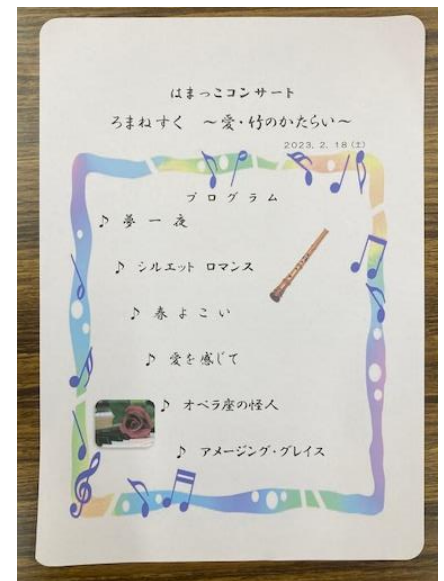 はまっこコンサート
ろまねすく ～愛・竹のかたらい～
2023. 2. 18 (土)
プログラム
♪ 夢一夜
♪ シルエット ロマンス
♪ 春よこい
♪ 愛を感じて
♪ オペラ座の怪人
♪ アメージング・グレイス